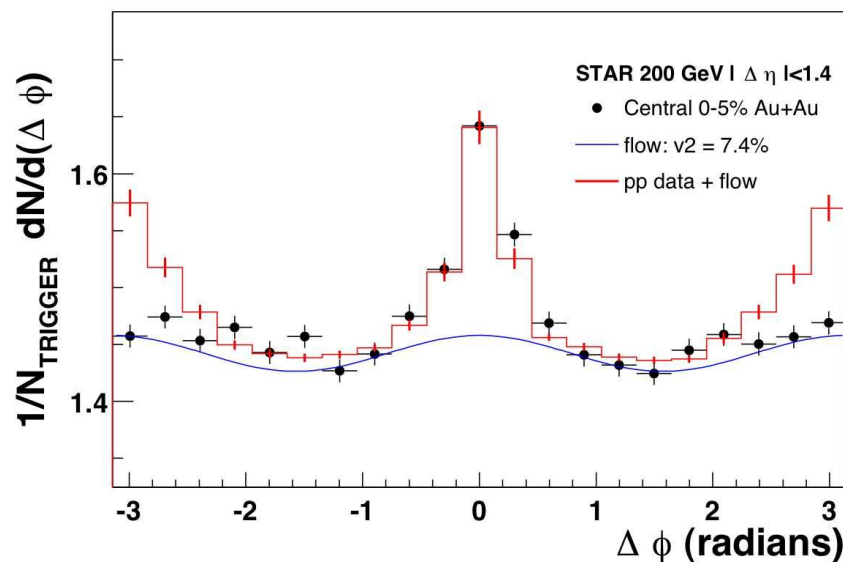 STAR 200 GeV | Δ η |<1.4
Central 0-5% Au+Au
flow: v2 = 7.4%
pp data + flow
1/N_TRIGGER dN/d(Δ φ)
1.6
1.4
-3 -2 -1 0 1 2 3
Δ φ (radians)